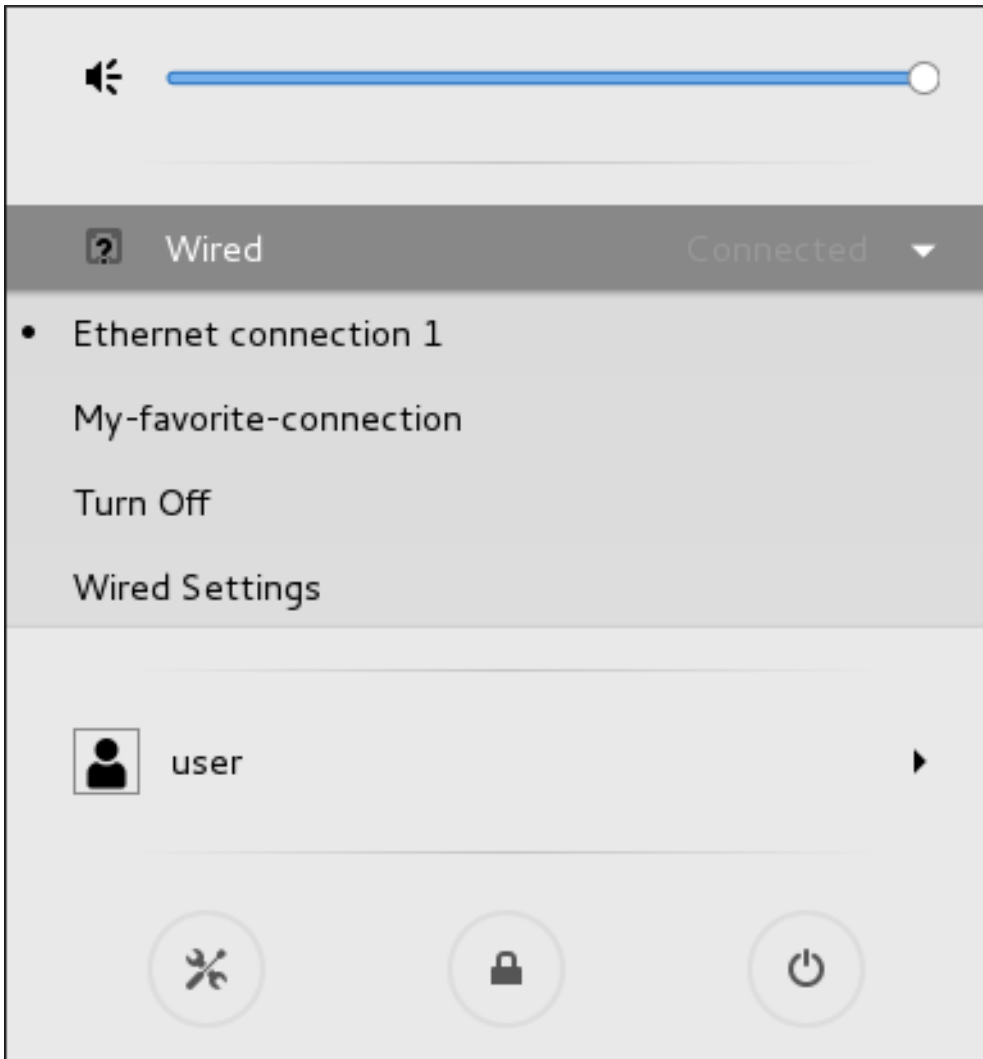 Wired Connected
Ethernet connection 1
My-favorite-connection
Turn Off
Wired Settings
user